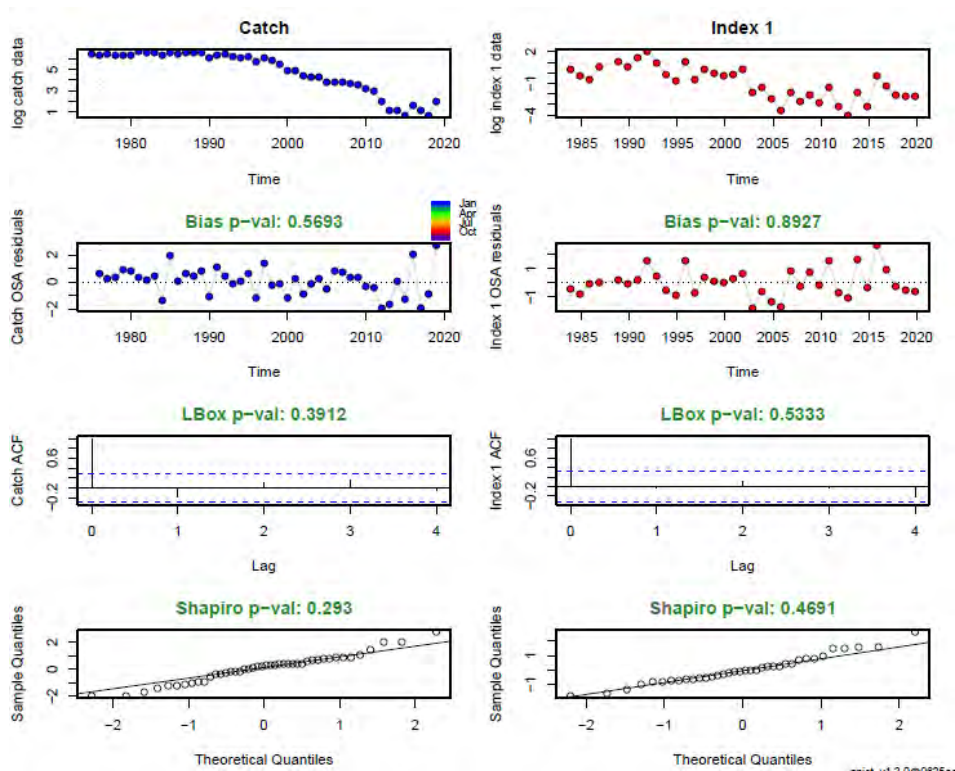 Catch
log catch data
5
3
1
1980 1990 2000 2010 2020
Time
Index 1
log index 1 data
2
−1
−4
1985 1990 1995 2000 2005 2010 2015 2020
Time
Bias p−val: 0.5693
Jan
Apr
Jul
Oct
Catch OSA residuals
2
0
−2
1980 1990 2000 2010 2020
Time
Bias p−val: 0.8927
Index 1 OSA residuals
1
−1
1985 1990 1995 2000 2005 2010 2015 2020
Time
LBox p−val: 0.3912
Catch ACF
0.6
−0.2
0 1 2 3 4
Lag
LBox p−val: 0.5333
Index 1 ACF
0.6
−0.2
0 1 2 3 4
Lag
Shapiro p−val: 0.293
Sample Quantiles
2
0
−2
−2 −1 0 1 2
Theoretical Quantiles
Shapiro p−val: 0.4691
Sample Quantiles
1
−1
−2 −1 0 1 2
Theoretical Quantiles